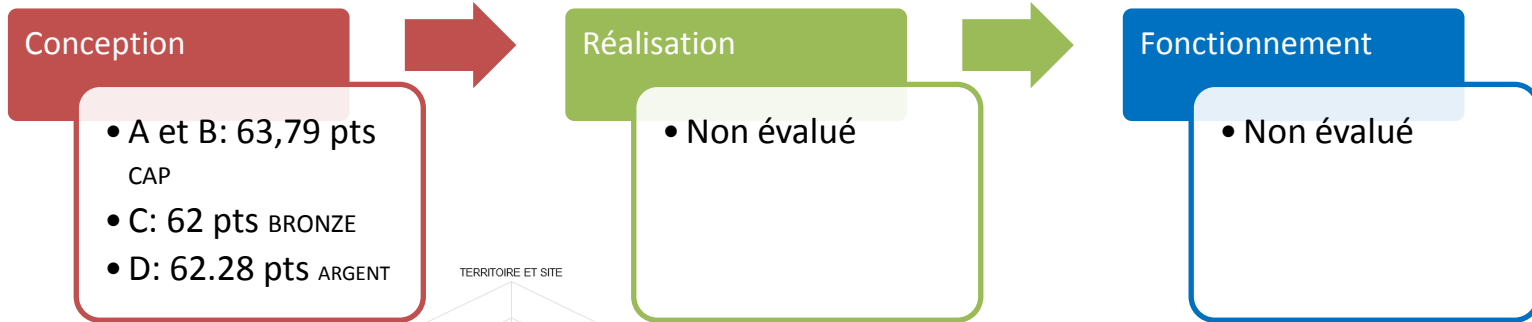 Conception
• A et B: 63,79 pts
CAP
• C: 62 pts BRONZE
• D: 62.28 pts ARGENT
Réalisation
• Non évalué
Fonctionnement
• Non évalué
TERRITOIRE ET SITE